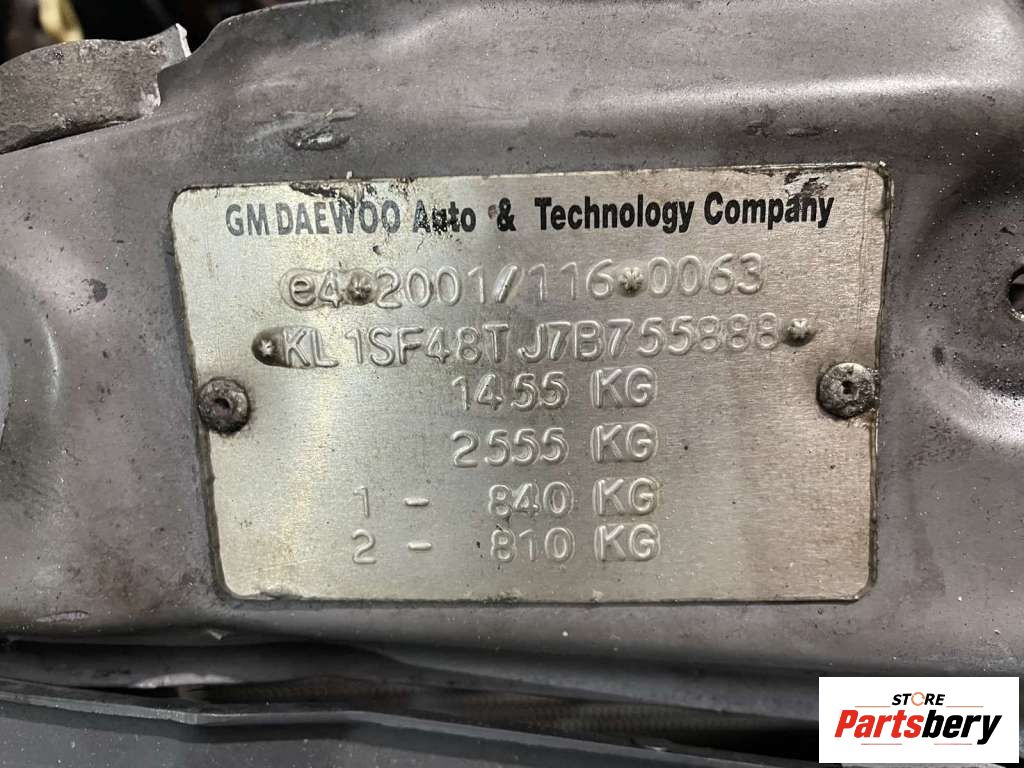 GM DAEWOO Auto & Technology Company
e4*2001/116*0063
*KL1SF48TJ7B755888*
1455 KG
2555 KG
1 - 840 KG
2 - 810 KG
STORE
Partsbery